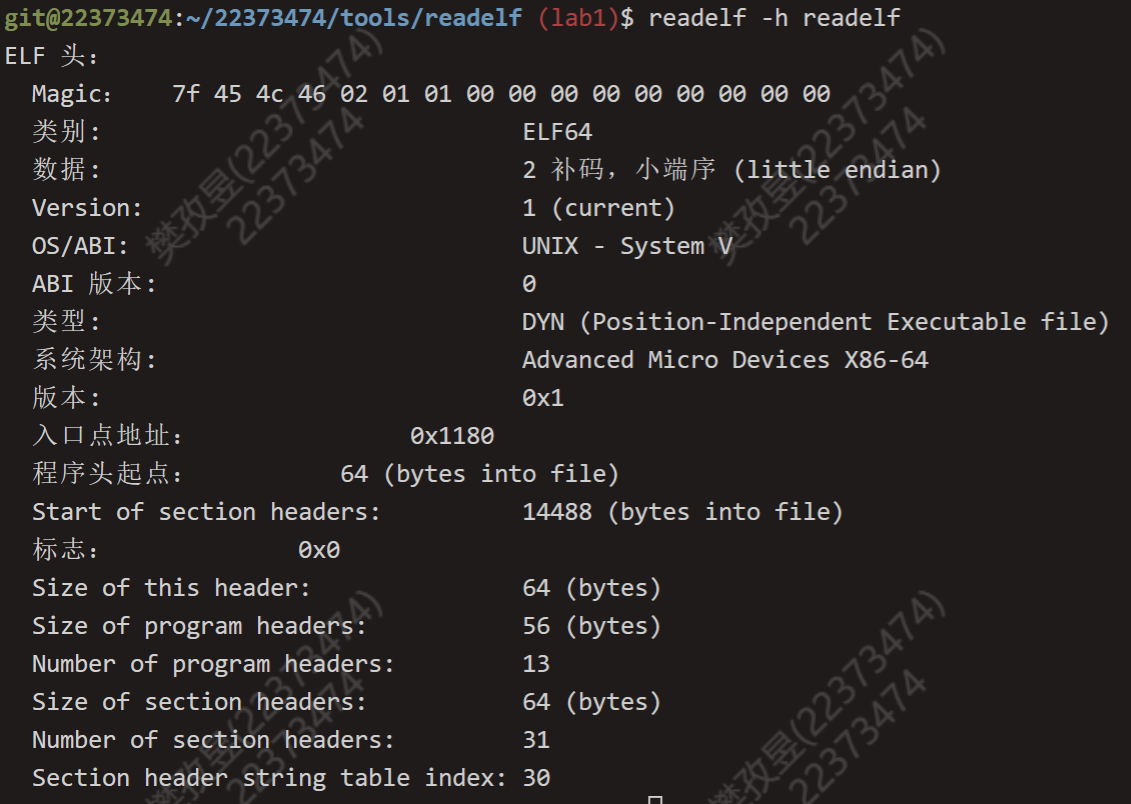 git@22373474:~/22373474/tools/readelf (lab1)$ readelf -h readelf
ELF 头：
  Magic：   7f 45 4c 46 02 01 01 00 00 00 00 00 00 00 00 00
  类别:                              ELF64
  数据:                              2 补码，小端序 (little endian)
  Version:                           1 (current)
  OS/ABI:                            UNIX - System V
  ABI 版本:                          0
  类型:                              DYN (Position-Independent Executable file)
  系统架构:                          Advanced Micro Devices X86-64
  版本:                              0x1
  入口点地址：               0x1180
  程序头起点：          64 (bytes into file)
  Start of section headers:          14488 (bytes into file)
  标志：             0x0
  Size of this header:               64 (bytes)
  Size of program headers:           56 (bytes)
  Number of program headers:         13
  Size of section headers:           64 (bytes)
  Number of section headers:         31
  Section header string table index: 30
樊孜昱(22373474)
22373474
樊孜昱(22373474)
22373474
樊孜昱(22373474)
22373474
樊孜昱(22373474)
22373474